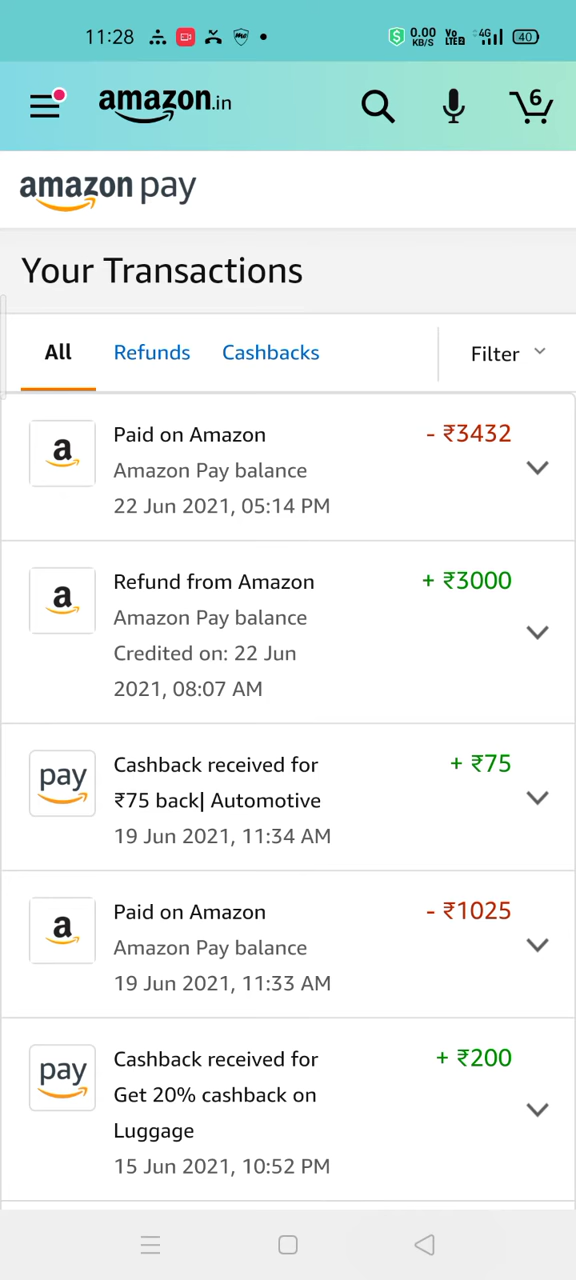 11:28 0.00 KB/S Vo LTE2 4G 40
amazon.in 6
amazon pay
Your Transactions
All Refunds Cashbacks Filter
Paid on Amazon - ₹3432
Amazon Pay balance
22 Jun 2021, 05:14 PM
Refund from Amazon + ₹3000
Amazon Pay balance
Credited on: 22 Jun
2021, 08:07 AM
pay Cashback received for + ₹75
₹75 back| Automotive
19 Jun 2021, 11:34 AM
Paid on Amazon - ₹1025
Amazon Pay balance
19 Jun 2021, 11:33 AM
pay Cashback received for + ₹200
Get 20% cashback on
Luggage
15 Jun 2021, 10:52 PM